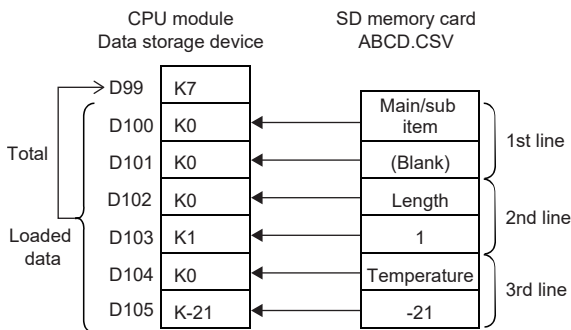 CPU module
Data storage device
SD memory card
ABCD.CSV
D99 K7
D100 K0 Main/sub item
1st line
D101 K0 (Blank)
Total
D102 K0 Length
2nd line
D103 K1 1
Loaded data
D104 K0 Temperature
3rd line
D105 K-21 -21